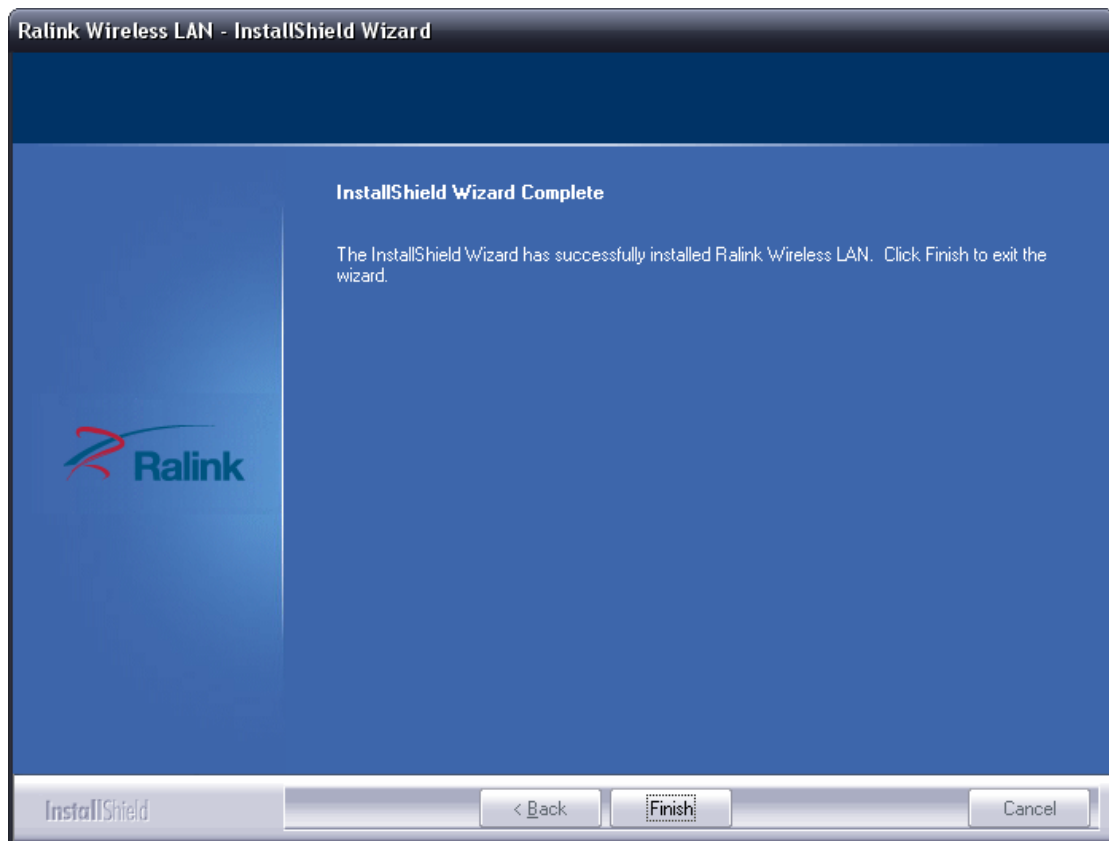 Ralink Wireless LAN - InstallShield Wizard
InstallShield Wizard Complete
The InstallShield Wizard has successfully installed Ralink Wireless LAN.  Click Finish to exit the
wizard.
Ralink
InstallShield
< Back
Finish
Cancel